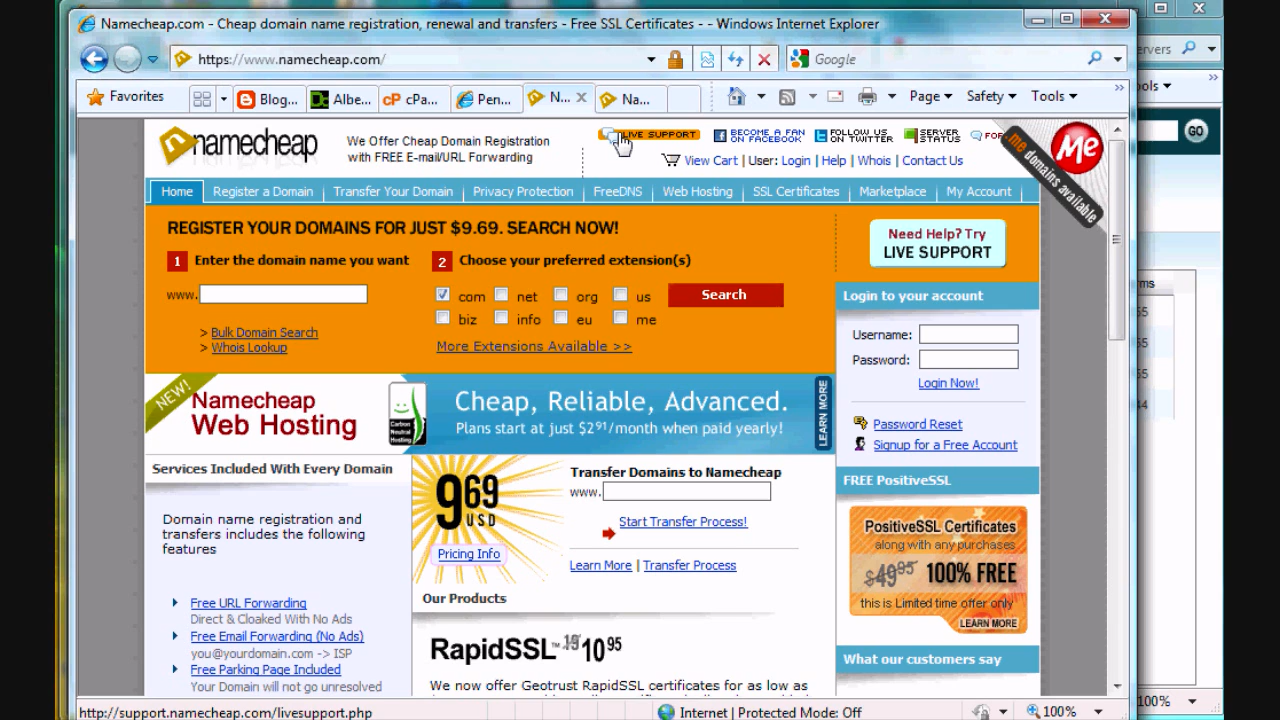 Namecheap.com - Cheap domain name registration, renewal and transfers - Free SSL Certificates - - Windows Internet Explorer
https://www.namecheap.com/
Google
Favorites
Blog...
Albe...
cP cPa...
Pen...
N...
Na...
Page
Safety
Tools
ervers
ools
GO
namecheap
We Offer Cheap Domain Registration
with FREE E-mail/URL Forwarding
LIVE SUPPORT
BECOME A FAN
ON FACEBOOK
FOLLOW US
ON TWITTER
SERVER
STATUS
FOR
View Cart | User: Login | Help | Whois | Contact Us
me domains available
Me
Home
Register a Domain
Transfer Your Domain
Privacy Protection
FreeDNS
Web Hosting
SSL Certificates
Marketplace
My Account
REGISTER YOUR DOMAINS FOR JUST $9.69. SEARCH NOW!
1 Enter the domain name you want
2 Choose your preferred extension(s)
www.
com net org us
Search
biz info eu me
> Bulk Domain Search
> Whois Lookup
More Extensions Available >>
Need Help? Try
LIVE SUPPORT
Login to your account
Username:
Password:
Login Now!
Password Reset
Signup for a Free Account
NEW!
Namecheap
Web Hosting
Carbon
Neutral
Hosting
Cheap, Reliable, Advanced.
Plans start at just $2.91/month when paid yearly!
LEARN MORE
Services Included With Every Domain
Domain name registration and
transfers includes the following
features
Free URL Forwarding
Direct & Cloaked With No Ads
Free Email Forwarding (No Ads)
you@yourdomain.com -> ISP
Free Parking Page Included
Your Domain will not go unresolved
9 69
USD
Pricing Info
Transfer Domains to Namecheap
www.
Start Transfer Process!
Learn More | Transfer Process
Our Products
RapidSSL™ 10 95
We now offer Geotrust RapidSSL certificates for as low as
FREE PositiveSSL
PositiveSSL Certificates
along with any purchases
$49.95 100% FREE
this is Limited time offer only
LEARN MORE
What our customers say
ms
http://support.namecheap.com/livesupport.php
Internet | Protected Mode: Off
100%
100%